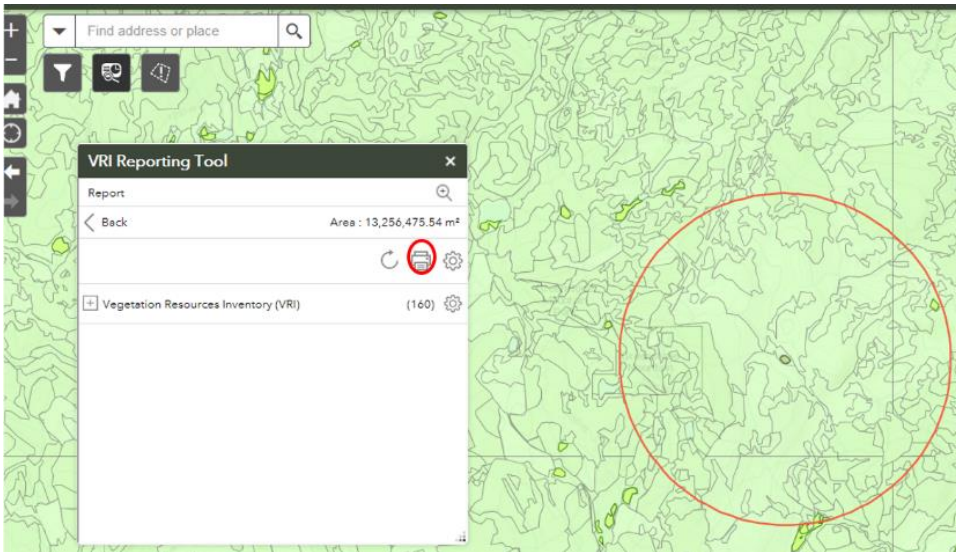 Find address or place
VRI Reporting Tool
Report
Back
Area : 13,256,475.54 m²
Vegetation Resources Inventory (VRI)
(160)